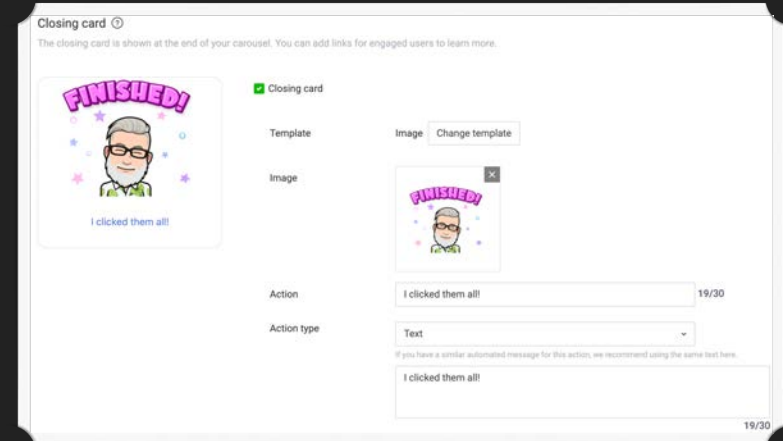 Closing card ?
The closing card is shown at the end of your carousel. You can add links for engaged users to learn more.
FINISHED!
I clicked them all!
Closing card
Template
Image
Change template
Image
FINISHED!
Action
I clicked them all!
19/30
Action type
Text
If you have a similar automated message for this action, we recommend using the same text here.
I clicked them all!
19/30